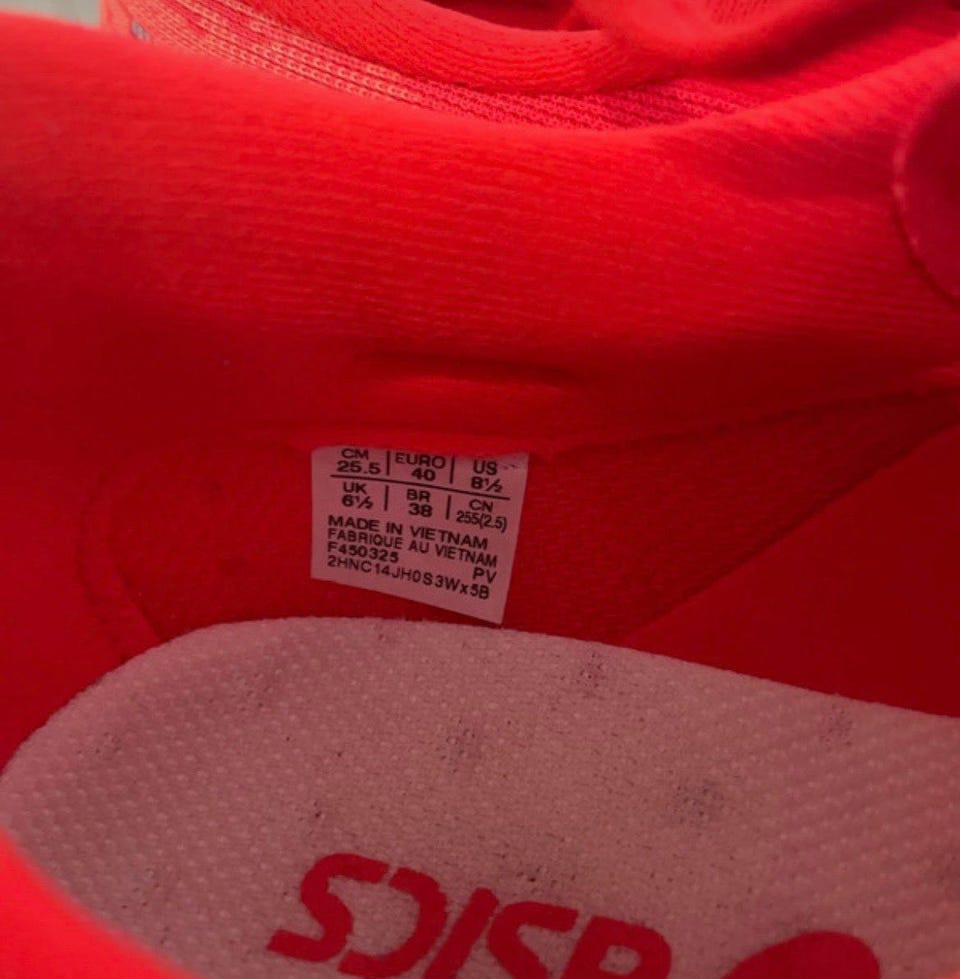 CM 25.5 | EURO 40 | US 8½
UK 6½ | BR 38 | CN 255(2.5)
MADE IN VIETNAM
FABRIQUE AU VIETNAM
F450325 PV
2HNC14JH0S3Wx5B
asics